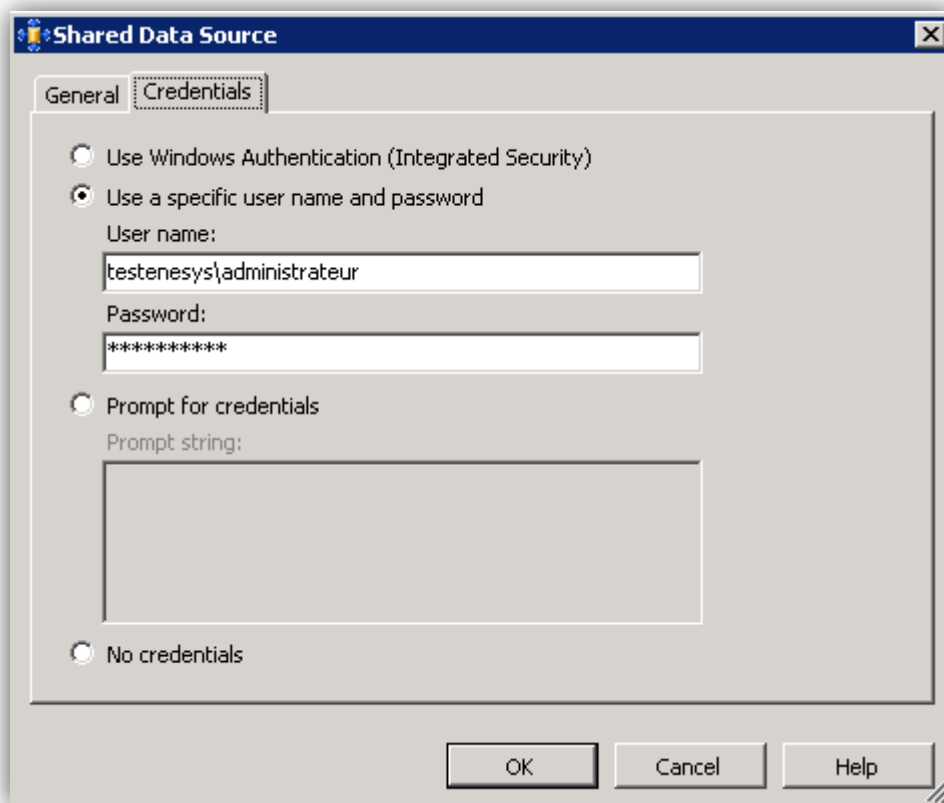 Shared Data Source
General Credentials
Use Windows Authentication (Integrated Security)
Use a specific user name and password
User name:
testenesys\administrateur
Password:
**********
Prompt for credentials
Prompt string:
No credentials
OK Cancel Help